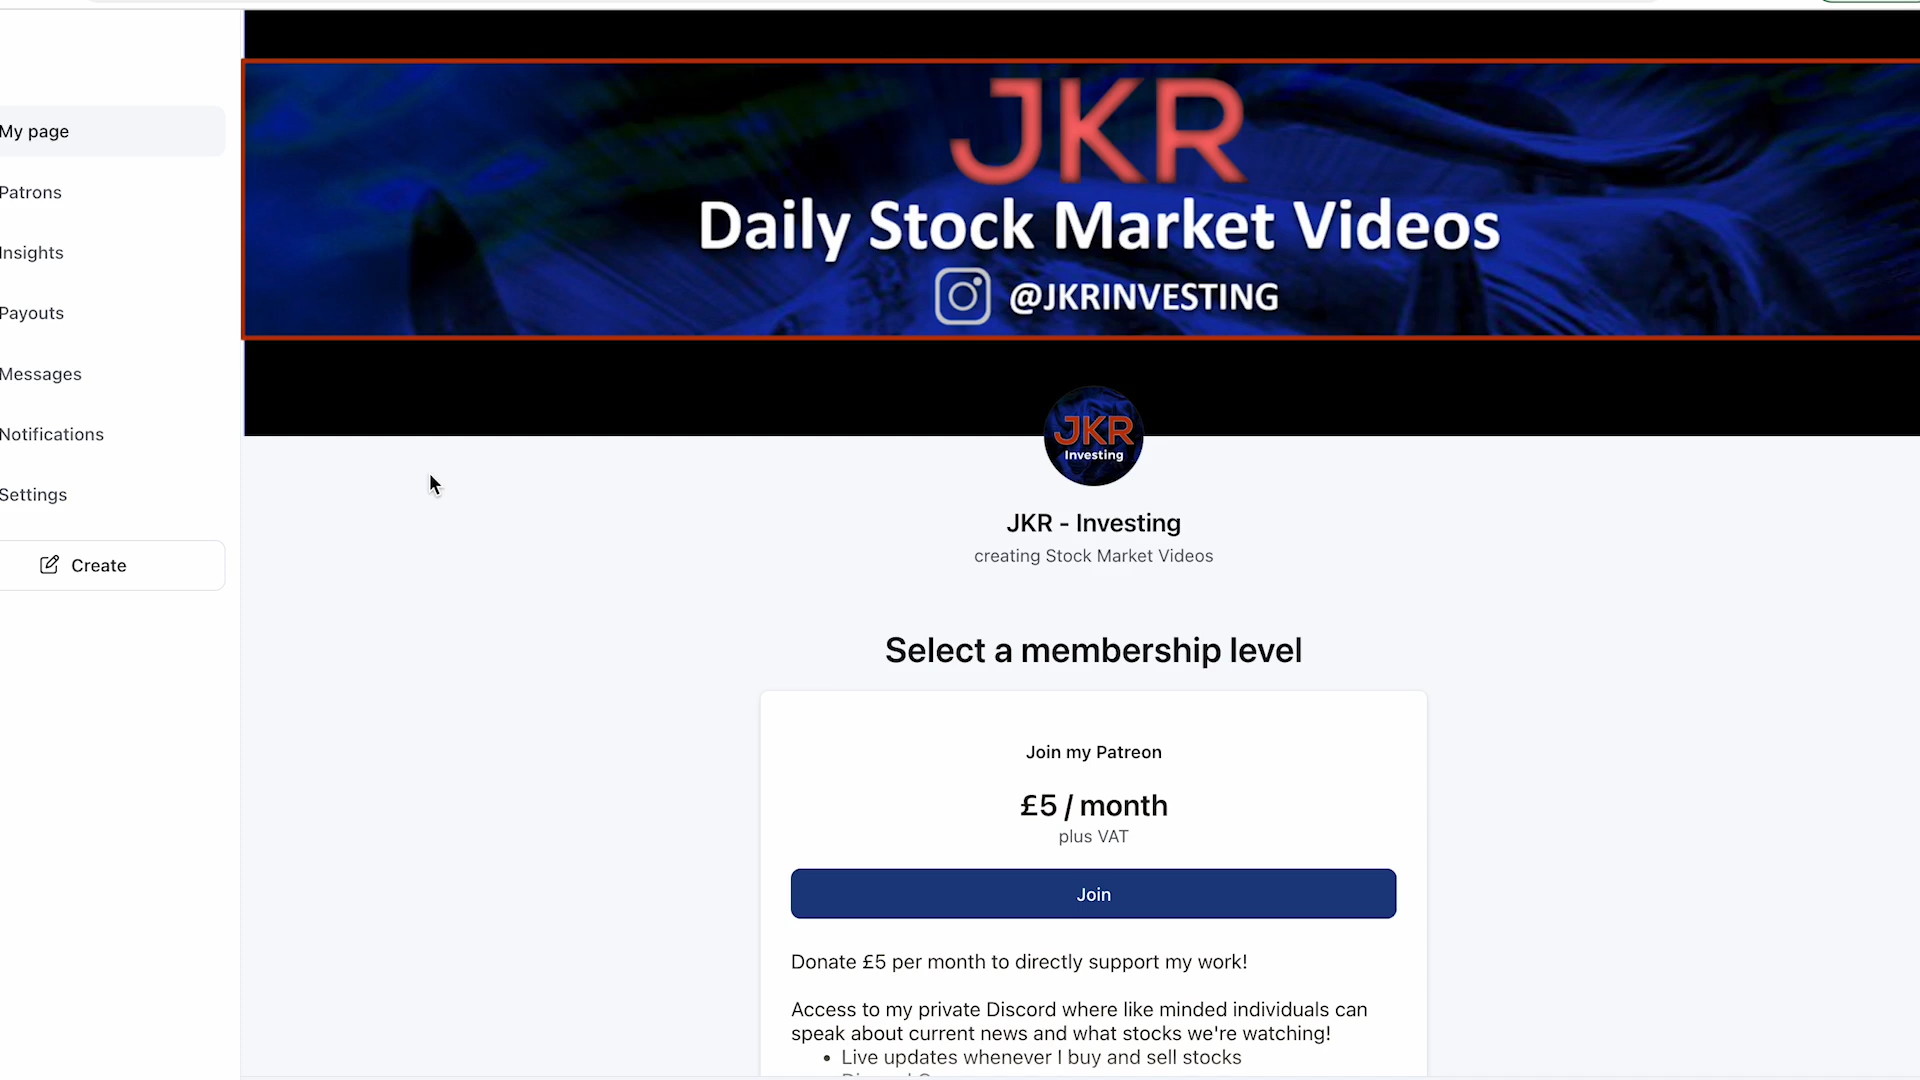 My page
Patrons
Insights
Payouts
Messages
Notifications
Settings
Create
JKR
Daily Stock Market Videos
@JKRINVESTING
JKR
Investing
JKR - Investing
creating Stock Market Videos
Select a membership level
Join my Patreon
£5 / month
plus VAT
Join
Donate £5 per month to directly support my work!
Access to my private Discord where like minded individuals can
speak about current news and what stocks we're watching!
• Live updates whenever I buy and sell stocks